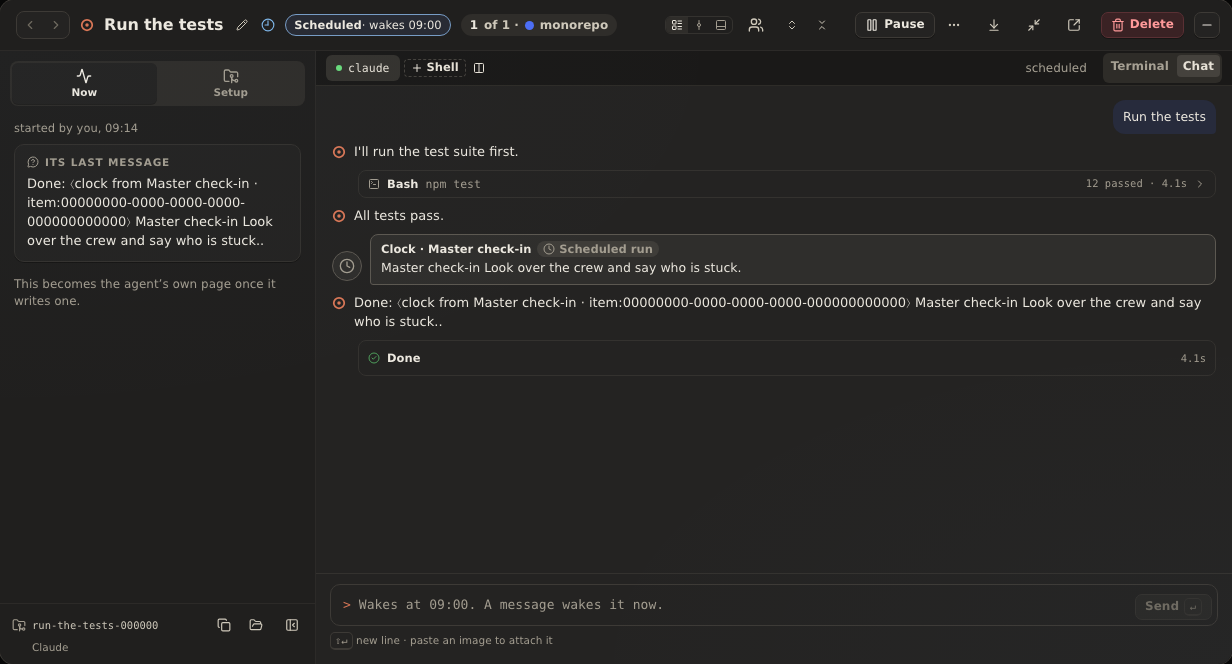 Run the tests
Scheduled · wakes 09:00
1 of 1 · monorepo
Pause
Delete
Now
Setup
claude
+ Shell
scheduled
Terminal
Chat
started by you, 09:14
ITS LAST MESSAGE
Done: 〈clock from Master check-in ·
item:00000000-0000-0000-0000-
000000000000〉 Master check-in Look
over the crew and say who is stuck..
This becomes the agent’s own page once it
writes one.
Run the tests
I'll run the test suite first.
Bash npm test
12 passed · 4.1s
All tests pass.
Clock · Master check-in Scheduled run
Master check-in Look over the crew and say who is stuck.
Done: 〈clock from Master check-in · item:00000000-0000-0000-0000-000000000000〉 Master check-in Look over the crew and say
who is stuck..
Done
4.1s
> Wakes at 09:00. A message wakes it now.
Send ↵
⇧↵ new line · paste an image to attach it
run-the-tests-000000
Claude